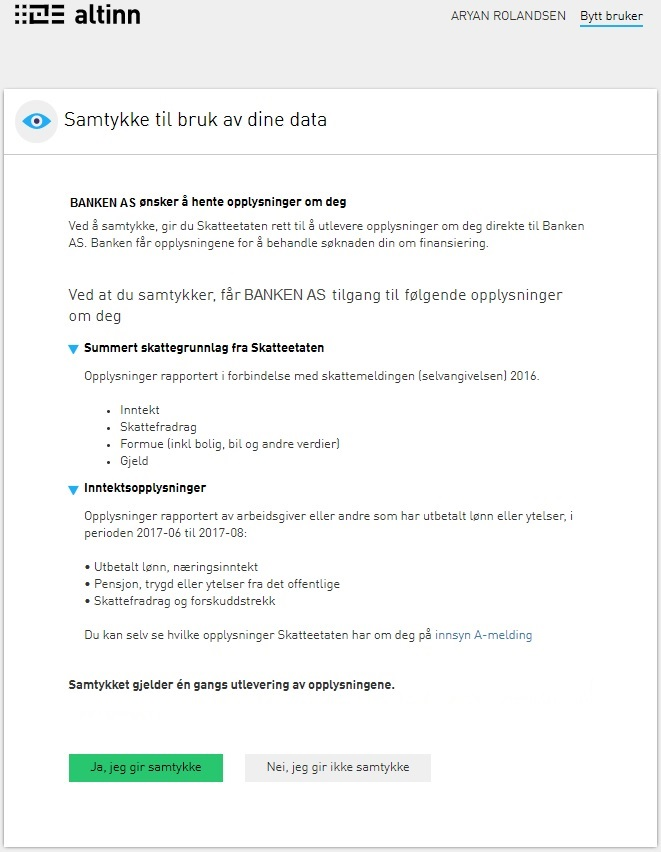 altinn
ARYAN ROLANDSEN Bytt bruker
Samtykke til bruk av dine data
BANKEN AS ønsker å hente opplysninger om deg
Ved å samtykke, gir du Skatteetaten rett til å utlevere opplysninger om deg direkte til Banken
AS. Banken får opplysningene for å behandle søknaden din om finansiering.
Ved at du samtykker, får BANKEN AS tilgang til følgende opplysninger
om deg
Summert skattegrunnlag fra Skatteetaten
Opplysninger rapportert i forbindelse med skattemeldingen (selvangivelsen) 2016.
• Inntekt
• Skattefradrag
• Formue (inkl bolig, bil og andre verdier)
• Gjeld
Inntektsopplysninger
Opplysninger rapportert av arbeidsgiver eller andre som har utbetalt lønn eller ytelser, i
perioden 2017-06 til 2017-08:
• Utbetalt lønn, næringsinntekt
• Pensjon, trygd eller ytelser fra det offentlige
• Skattefradrag og forskuddstrekk
Du kan selv se hvilke opplysninger Skatteetaten har om deg på innsyn A-melding
Samtykket gjelder én gangs utlevering av opplysningene.
Ja, jeg gir samtykke Nei, jeg gir ikke samtykke